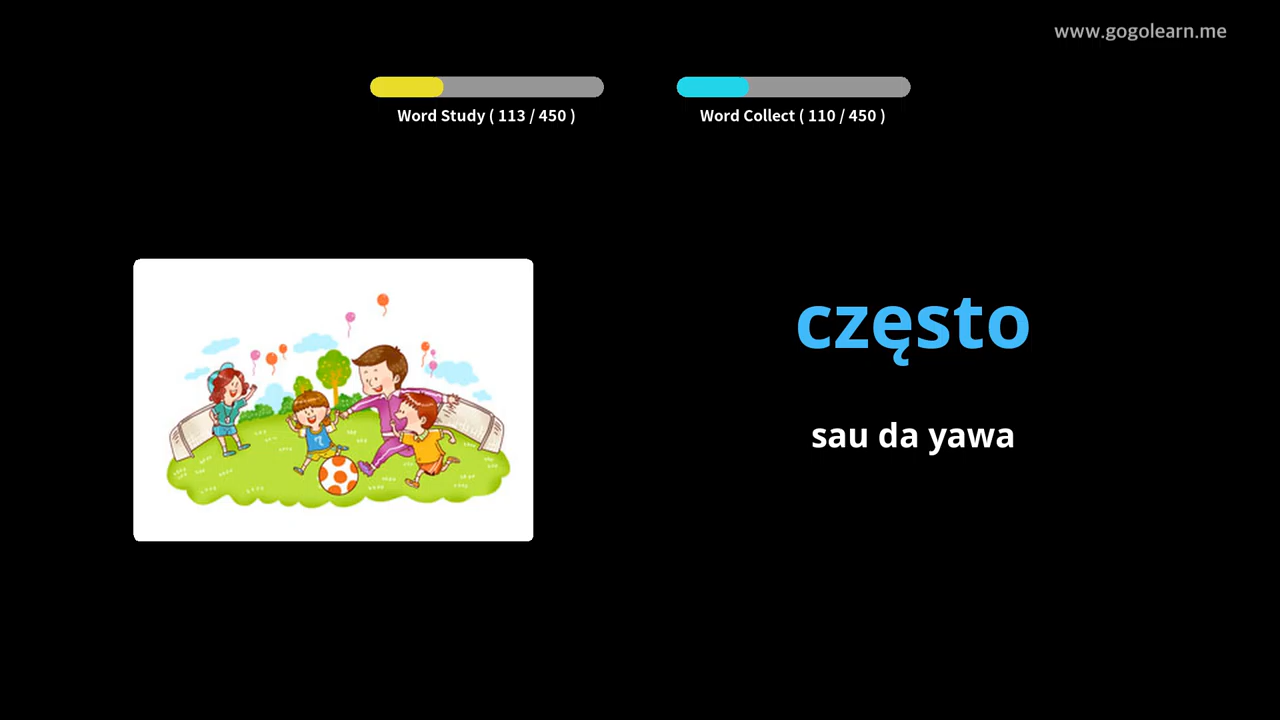 www.gogolearn.me
Word Study ( 113 / 450 )
Word Collect ( 110 / 450 )
często
sau da yawa